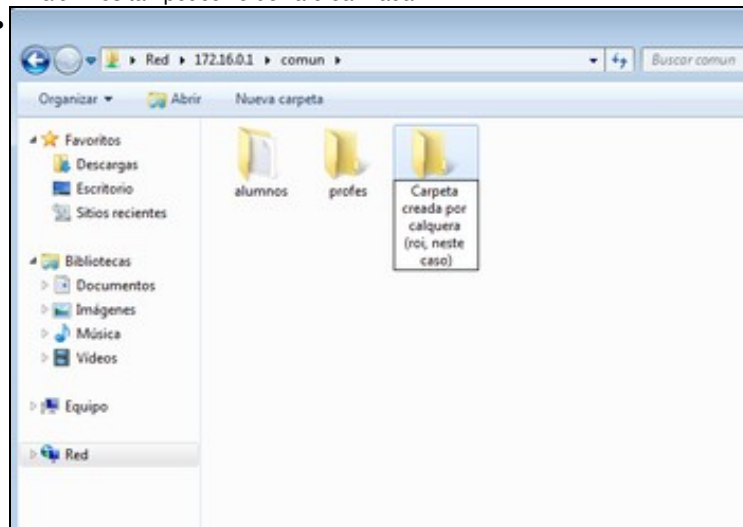 Red ▸ 172.16.0.1 ▸ comun ▸
Buscar comun
Organizar
Abrir
Nueva carpeta
Favoritos
Descargas
Escritorio
Sitios recientes
Bibliotecas
Documentos
Imágenes
Música
Vídeos
Equipo
Red
alumnos
profes
Carpeta
creada por
calquera
(roi, neste
caso)